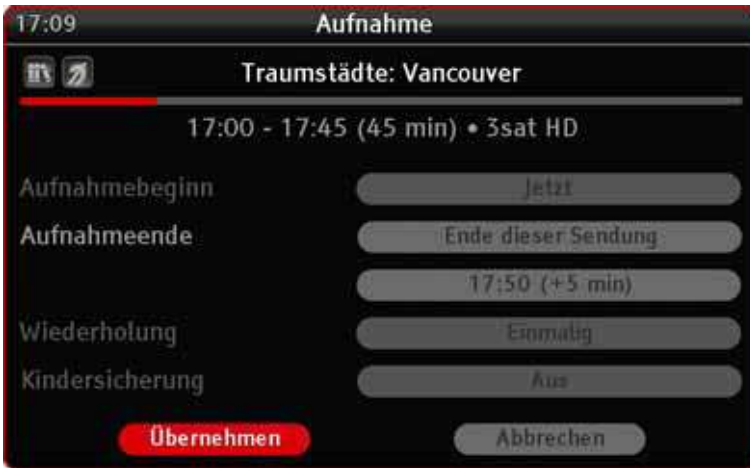 17:09 Aufnahme
Traumstädte: Vancouver
17:00 - 17:45 (45 min) • 3sat HD
Aufnahmebeginn Jetzt
Aufnahmeende Ende dieser Sendung
17:50 (+5 min)
Wiederholung Einmalig
Kindersicherung Aus
Übernehmen Abbrechen